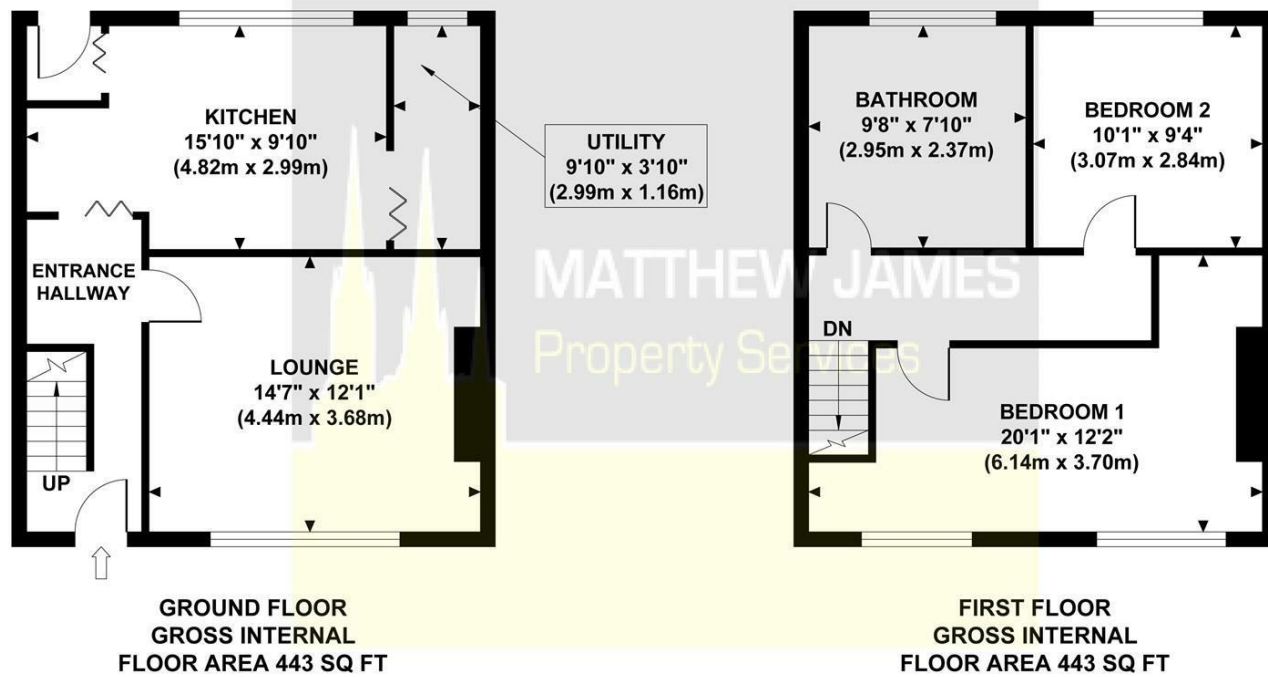 KITCHEN
15'10" x 9'10"
(4.82m x 2.99m)
UTILITY
9'10" x 3'10"
(2.99m x 1.16m)
ENTRANCE
HALLWAY
LOUNGE
14'7" x 12'1"
(4.44m x 3.68m)
UP
GROUND FLOOR
GROSS INTERNAL
FLOOR AREA 443 SQ FT
MATTHEW JAMES
Property Services
BATHROOM
9'8" x 7'10"
(2.95m x 2.37m)
BEDROOM 2
10'1" x 9'4"
(3.07m x 2.84m)
DN
BEDROOM 1
20'1" x 12'2"
(6.14m x 3.70m)
FIRST FLOOR
GROSS INTERNAL
FLOOR AREA 443 SQ FT